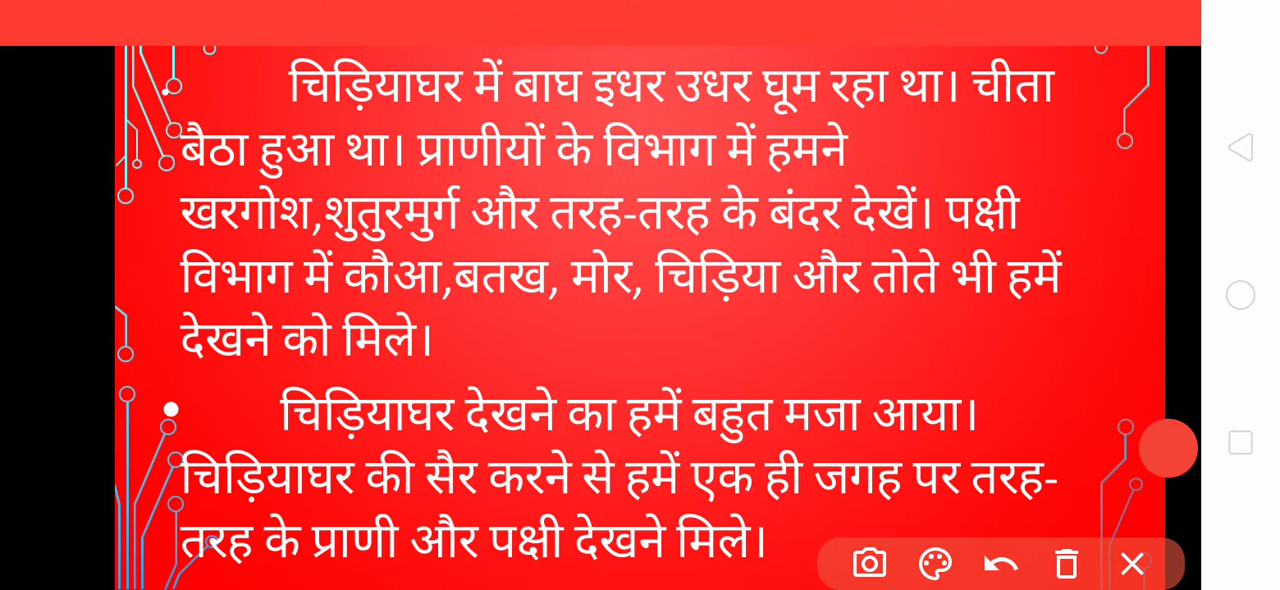 चिड़ियाघर में बाघ इधर उधर घूम रहा था। चीता
बैठा हुआ था। प्राणीयों के विभाग में हमने
खरगोश,शुतुरमुर्ग और तरह-तरह के बंदर देखें। पक्षी
विभाग में कौआ,बतख, मोर, चिड़िया और तोते भी हमें
देखने को मिले।
चिड़ियाघर देखने का हमें बहुत मजा आया।
चिड़ियाघर की सैर करने से हमें एक ही जगह पर तरह-
तरह के प्राणी और पक्षी देखने मिले।